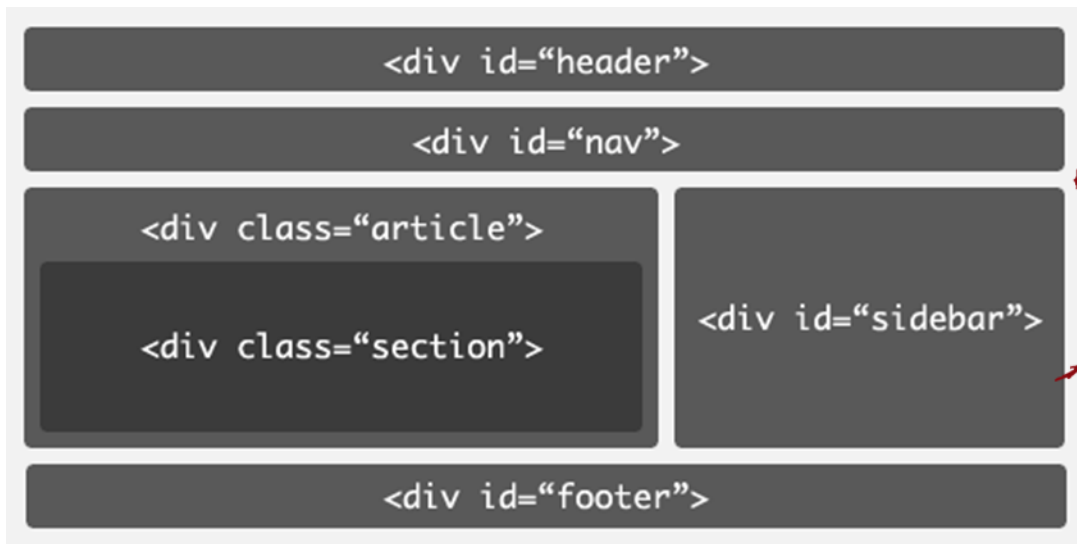 <div id=“header”>
<div id=“nav”>
<div class=“article”>
<div class=“section”>
<div id=“sidebar”>
<div id=“footer”>